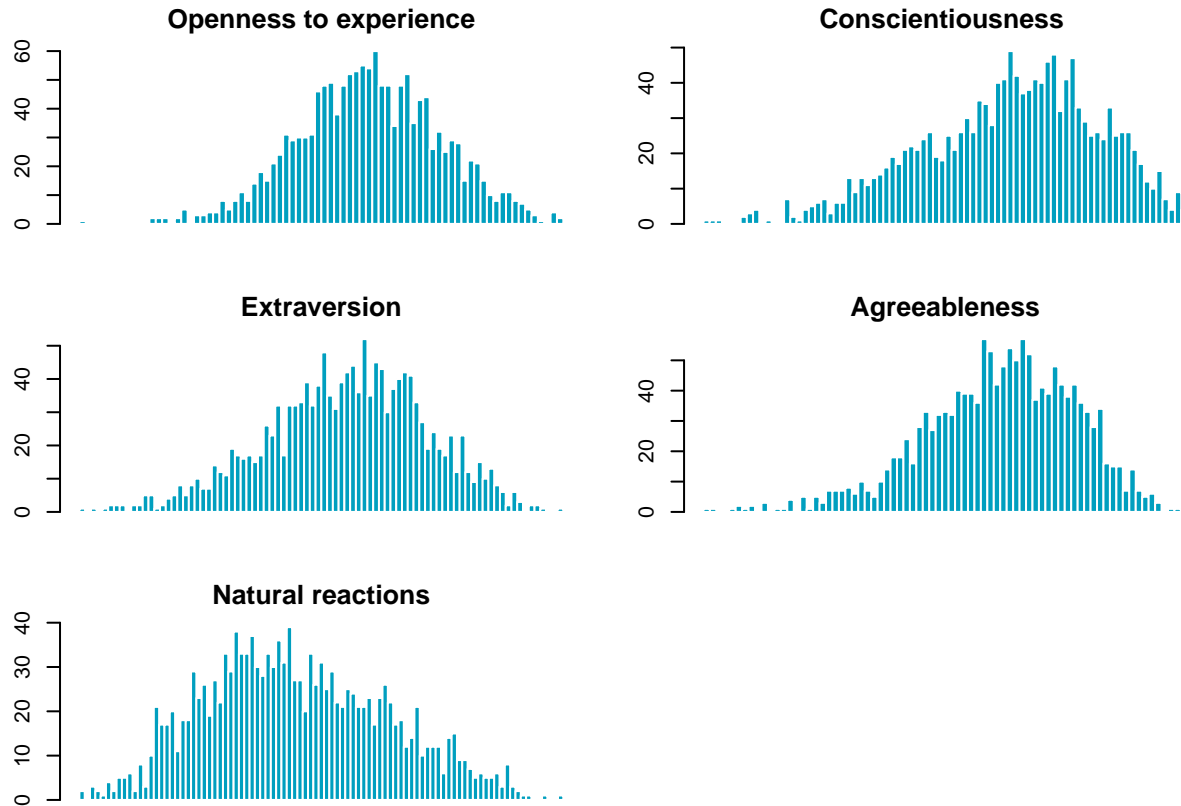 Openness to experience
0 20 40 60
Conscientiousness
0 20 40
Extraversion
0 20 40
Agreeableness
0 20 40
Natural reactions
0 10 20 30 40